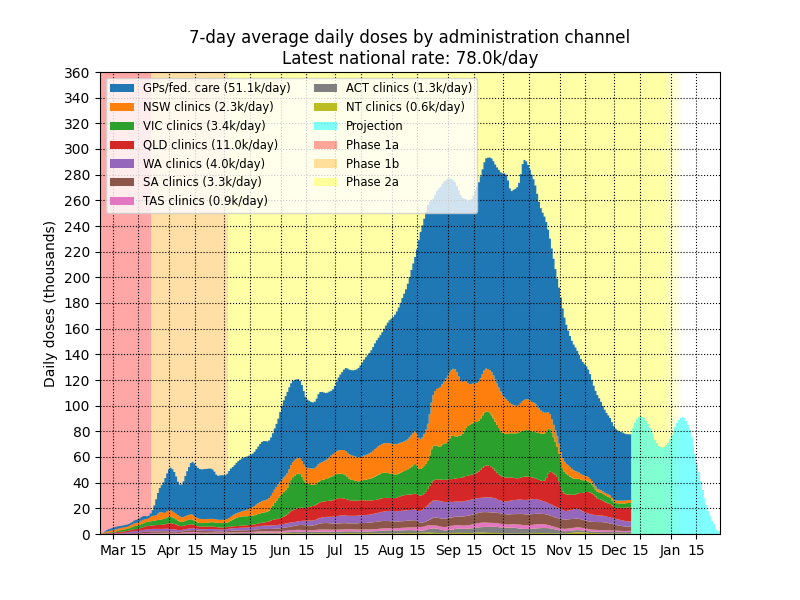 7-day average daily doses by administration channel
Latest national rate: 78.0k/day
Daily doses (thousands)
360
340
320
300
280
260
240
220
200
180
160
140
120
100
80
60
40
20
0
GPs/fed. care (51.1k/day)
NSW clinics (2.3k/day)
VIC clinics (3.4k/day)
QLD clinics (11.0k/day)
WA clinics (4.0k/day)
SA clinics (3.3k/day)
TAS clinics (0.9k/day)
ACT clinics (1.3k/day)
NT clinics (0.6k/day)
Projection
Phase 1a
Phase 1b
Phase 2a
Mar 15 Apr 15 May 15 Jun 15 Jul 15 Aug 15 Sep 15 Oct 15 Nov 15 Dec 15 Jan 15